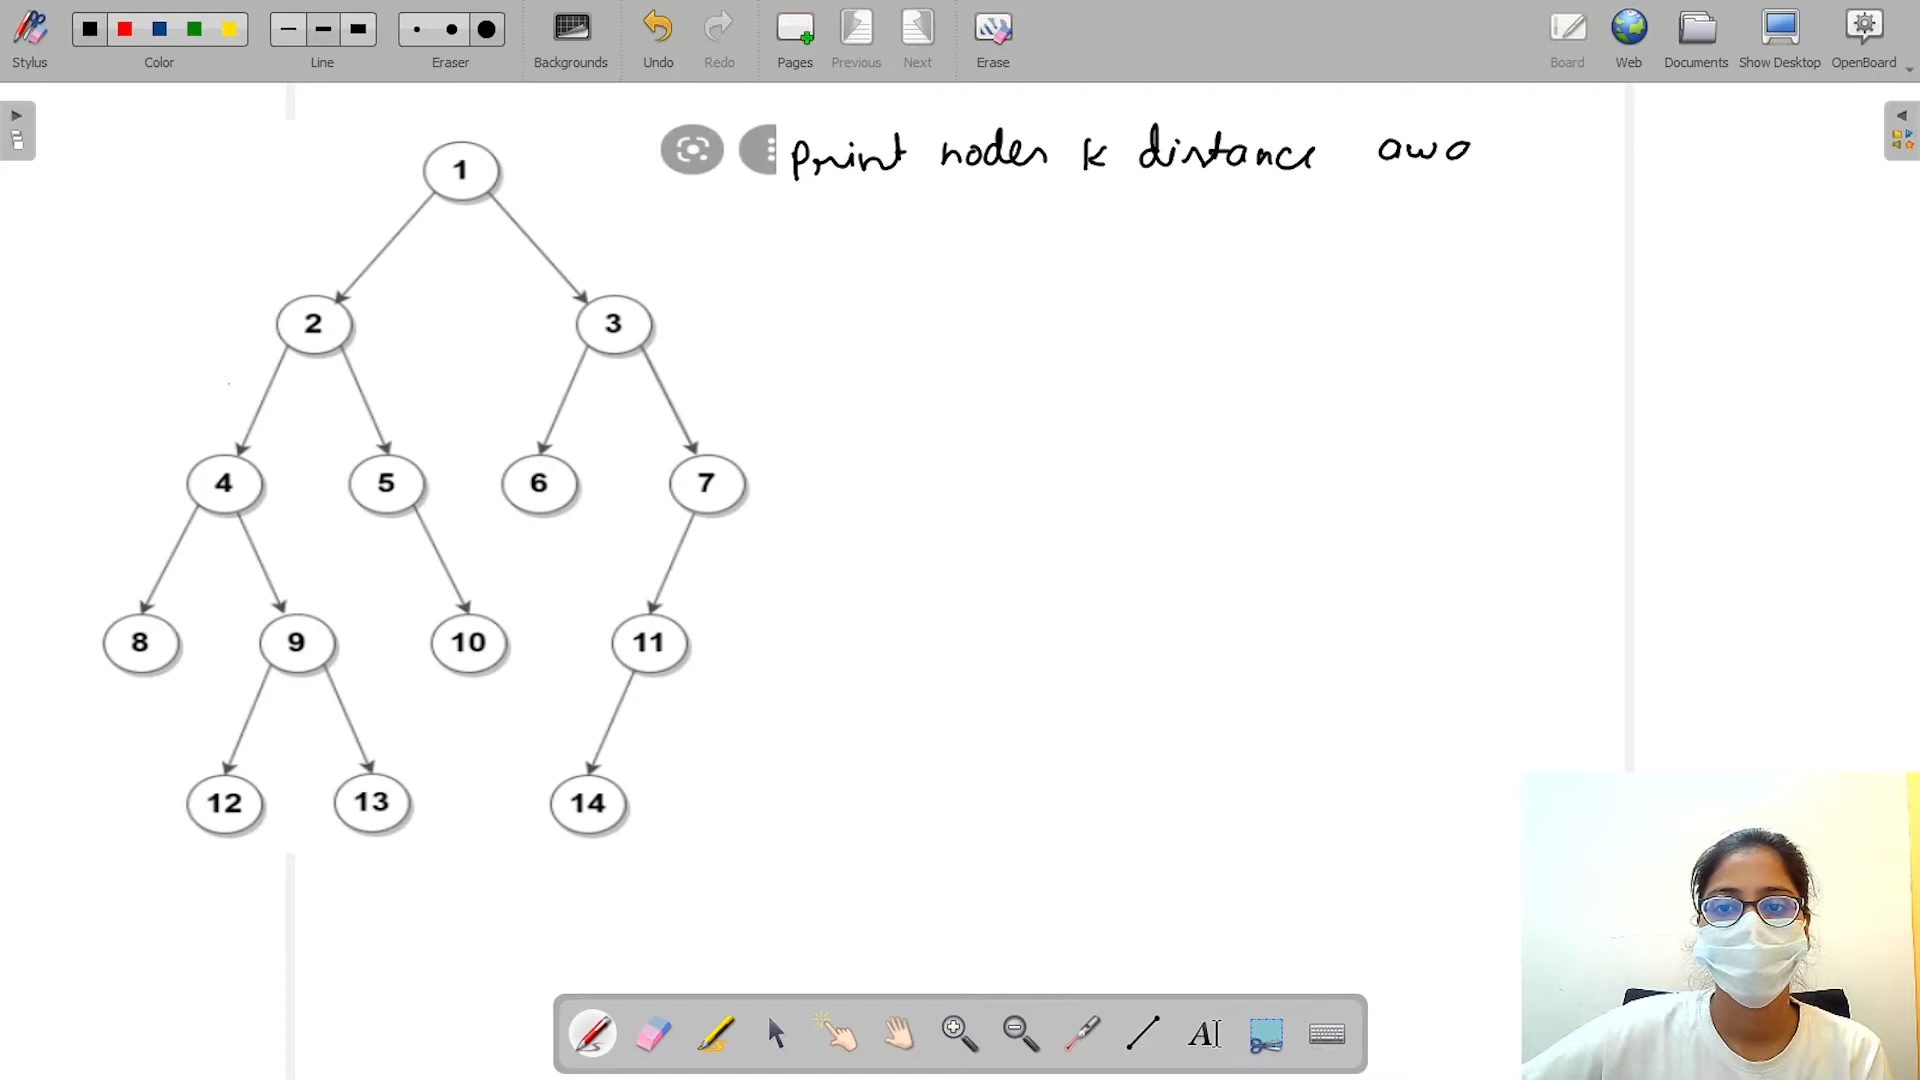 Stylus Color Line Eraser Backgrounds Undo Redo Pages Previous Next Erase Board Web Documents Show Desktop OpenBoard
print nodes k distance awa
1
2 3
4 5 6 7
8 9 10 11
12 13 14